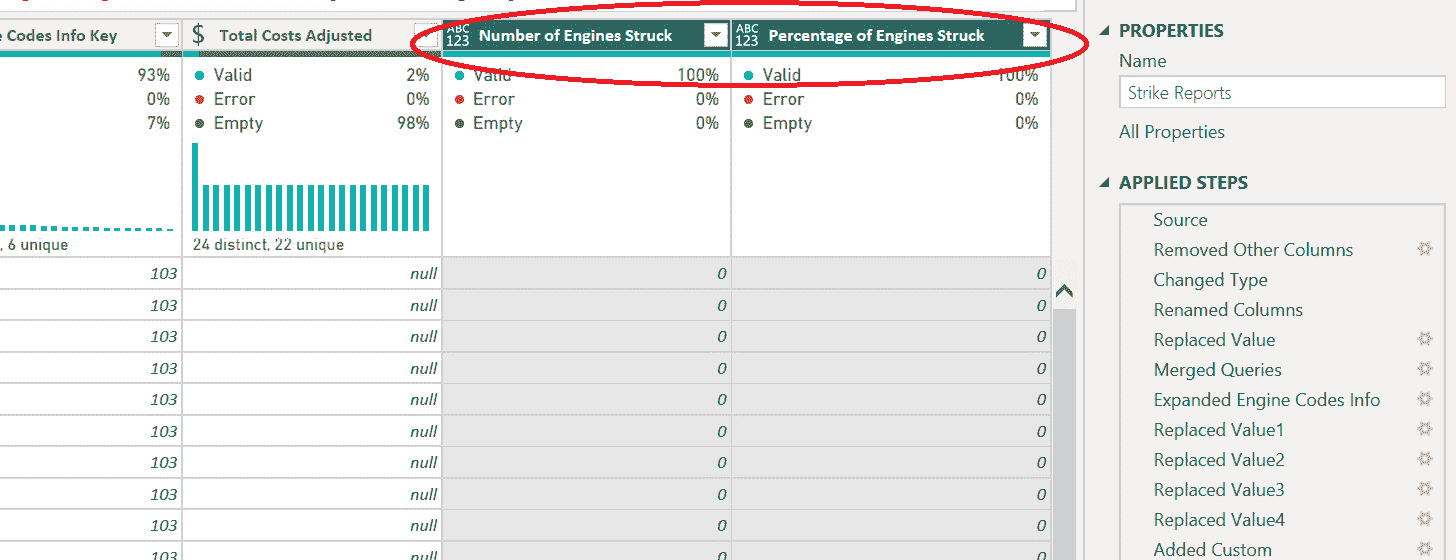 e Codes Info Key $ Total Costs Adjusted ABC 123 Number of Engines Struck ABC 123 Percentage of Engines Struck
93% Valid 2% Valid 100% Valid 100%
0% Error 0% Error 0% Error 0%
7% Empty 98% Empty 0% Empty 0%
, 6 unique 24 distinct, 22 unique
103 null 0 0
103 null 0 0
103 null 0 0
103 null 0 0
103 null 0 0
103 null 0 0
103 null 0 0
103 null 0 0
103 null 0 0
103 null 0 0
PROPERTIES
Name
Strike Reports
All Properties
APPLIED STEPS
Source
Removed Other Columns
Changed Type
Renamed Columns
Replaced Value
Merged Queries
Expanded Engine Codes Info
Replaced Value1
Replaced Value2
Replaced Value3
Replaced Value4
Added Custom